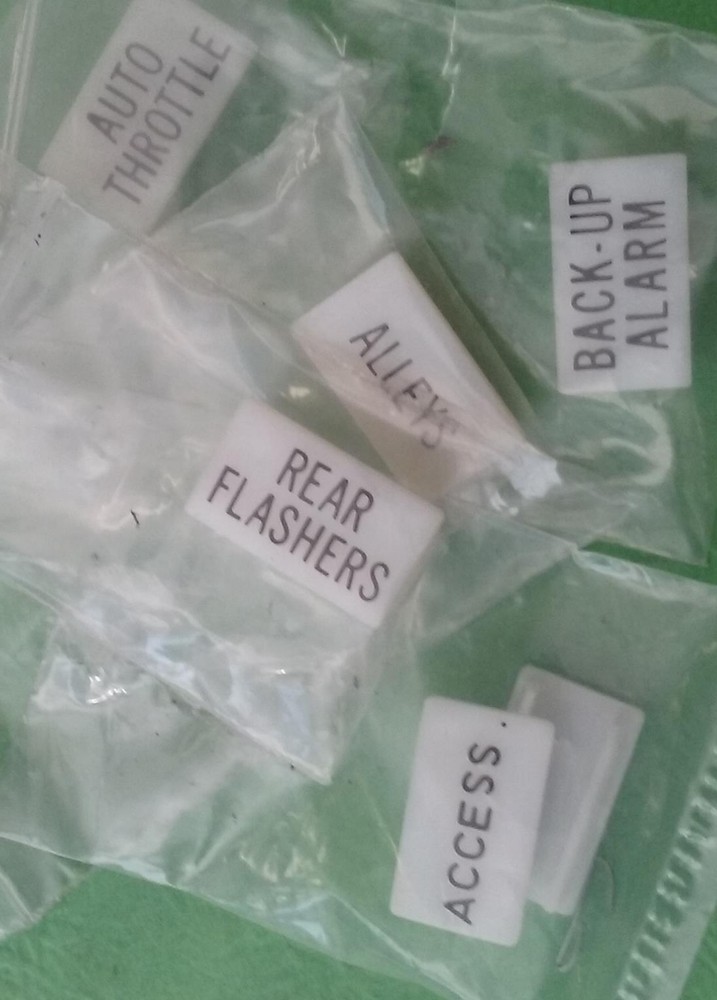 AUTO
THROTTLE
BACK-UP
ALARM
ALLEYS
REAR
FLASHERS
ACCESS.